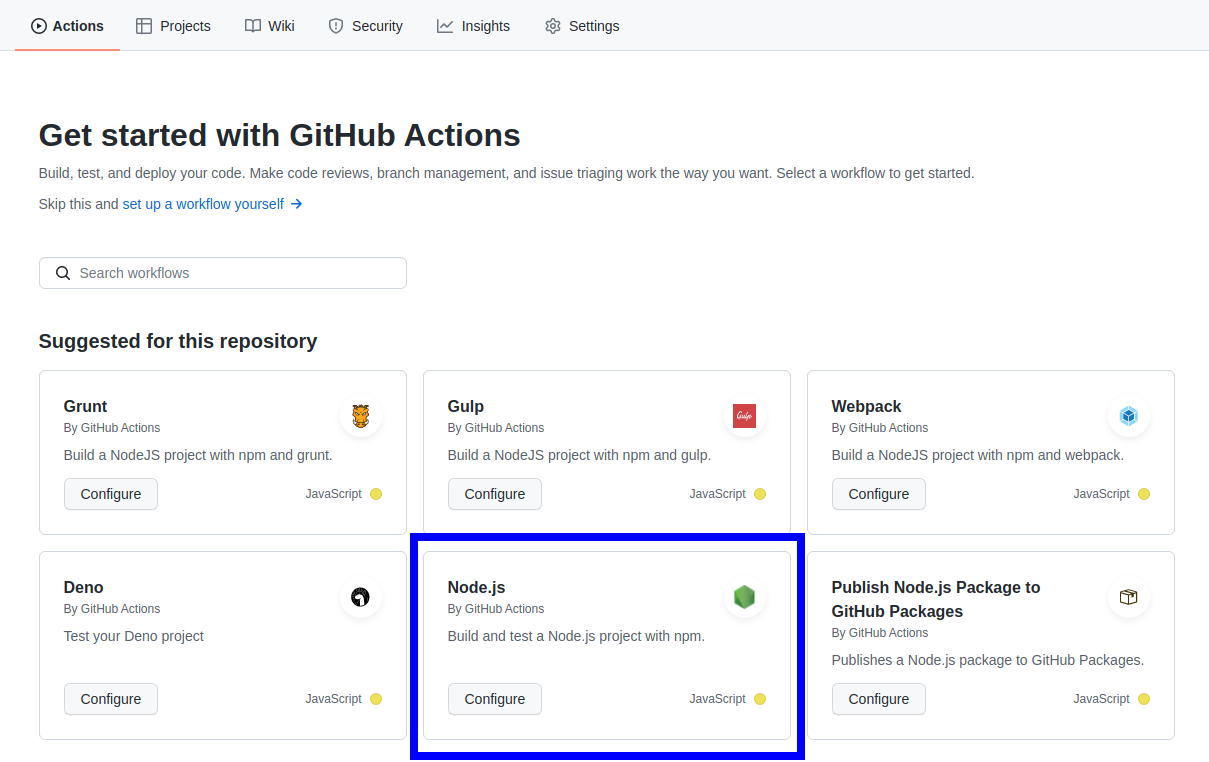 Actions Projects Wiki Security Insights Settings
Get started with GitHub Actions
Build, test, and deploy your code. Make code reviews, branch management, and issue triaging work the way you want. Select a workflow to get started.
Skip this and set up a workflow yourself →
Search workflows
Suggested for this repository
Grunt
By GitHub Actions
Build a NodeJS project with npm and grunt.
Configure JavaScript
Gulp
By GitHub Actions
Gulp
Build a NodeJS project with npm and gulp.
Configure JavaScript
Webpack
By GitHub Actions
Build a NodeJS project with npm and webpack.
Configure JavaScript
Deno
By GitHub Actions
Test your Deno project
Configure JavaScript
Node.js
By GitHub Actions
Build and test a Node.js project with npm.
Configure JavaScript
Publish Node.js Package to
GitHub Packages
By GitHub Actions
Publishes a Node.js package to GitHub Packages.
Configure JavaScript